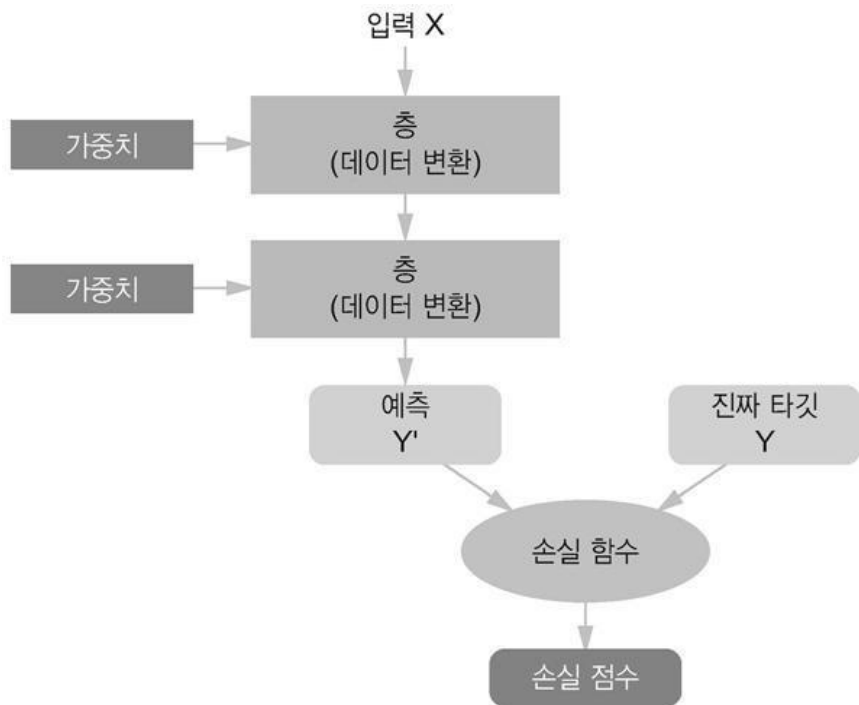 입력 X
가중치
층
(데이터 변환)
가중치
층
(데이터 변환)
예측
Y'
진짜 타깃
Y
손실 함수
손실 점수